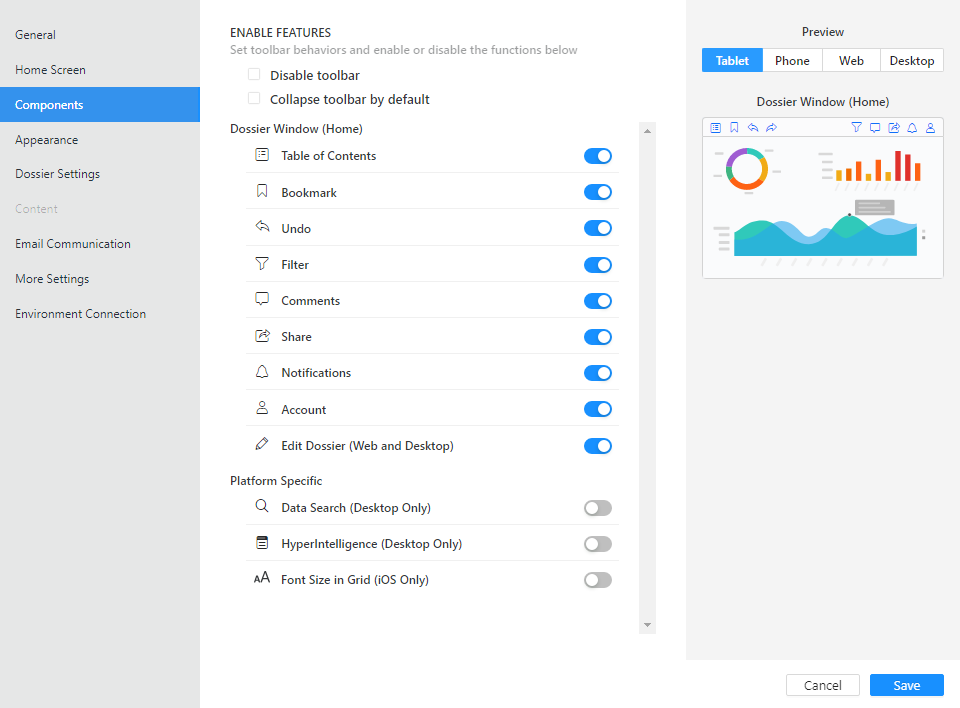 General
Home Screen
Components
Appearance
Dossier Settings
Content
Email Communication
More Settings
Environment Connection
ENABLE FEATURES
Set toolbar behaviors and enable or disable the functions below
Disable toolbar
Collapse toolbar by default
Dossier Window (Home)
Table of Contents
Bookmark
Undo
Filter
Comments
Share
Notifications
Account
Edit Dossier (Web and Desktop)
Platform Specific
Data Search (Desktop Only)
HyperIntelligence (Desktop Only)
AA Font Size in Grid (iOS Only)
Preview
Tablet Phone Web Desktop
Dossier Window (Home)
Cancel Save